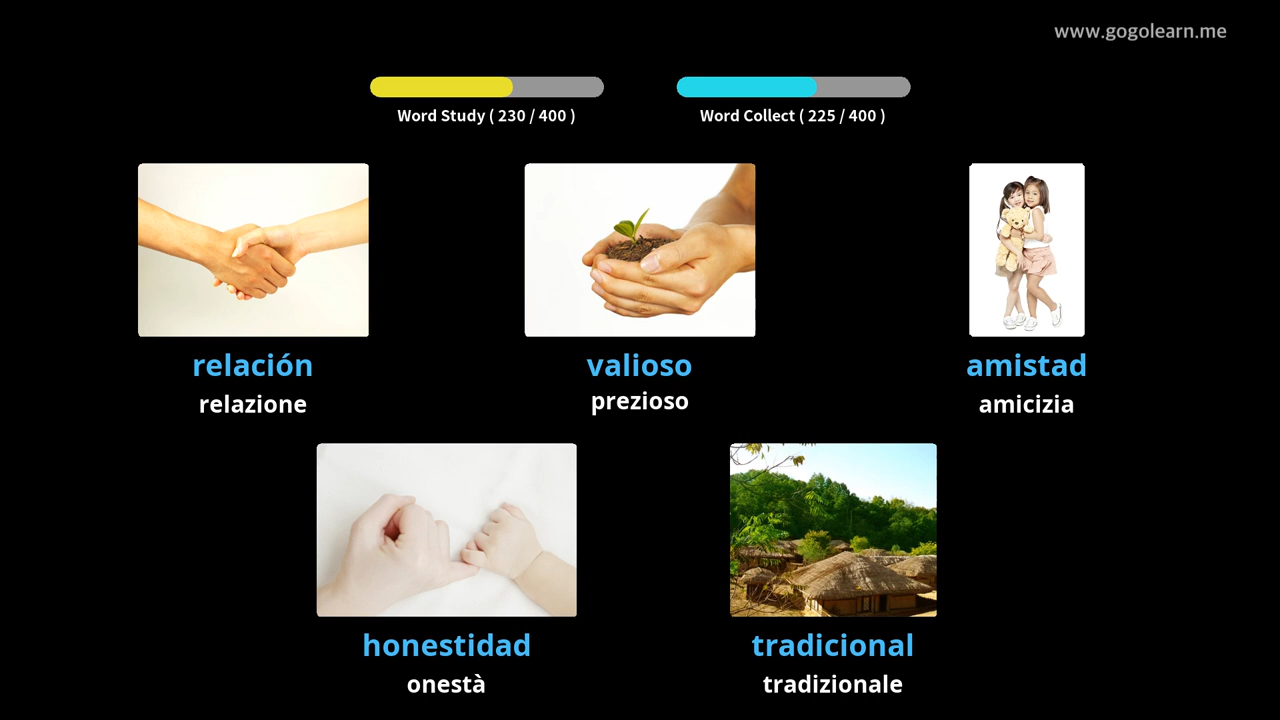 www.gogolearn.me
Word Study ( 230 / 400 )
Word Collect ( 225 / 400 )
relación
relazione
valioso
prezioso
amistad
amicizia
honestidad
onestà
tradicional
tradizionale